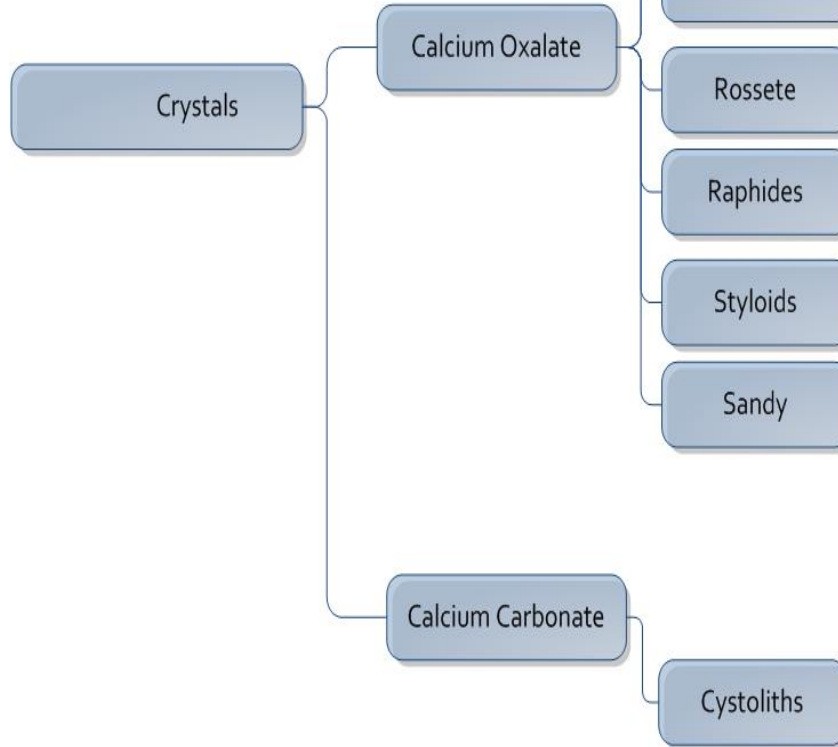 Crystals
Calcium Oxalate
Rossete
Raphides
Styloids
Sandy
Calcium Carbonate
Cystoliths